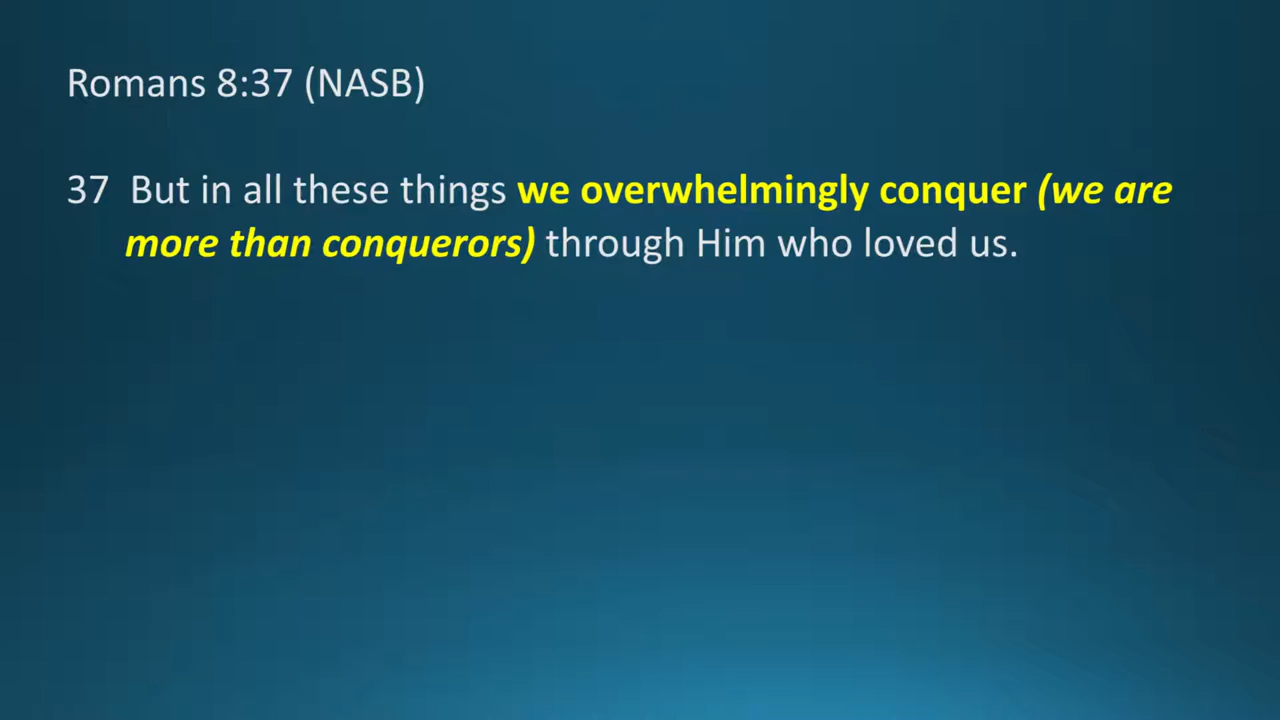 Romans 8:37 (NASB)
37 But in all these things we overwhelmingly conquer (we are
more than conquerors) through Him who loved us.